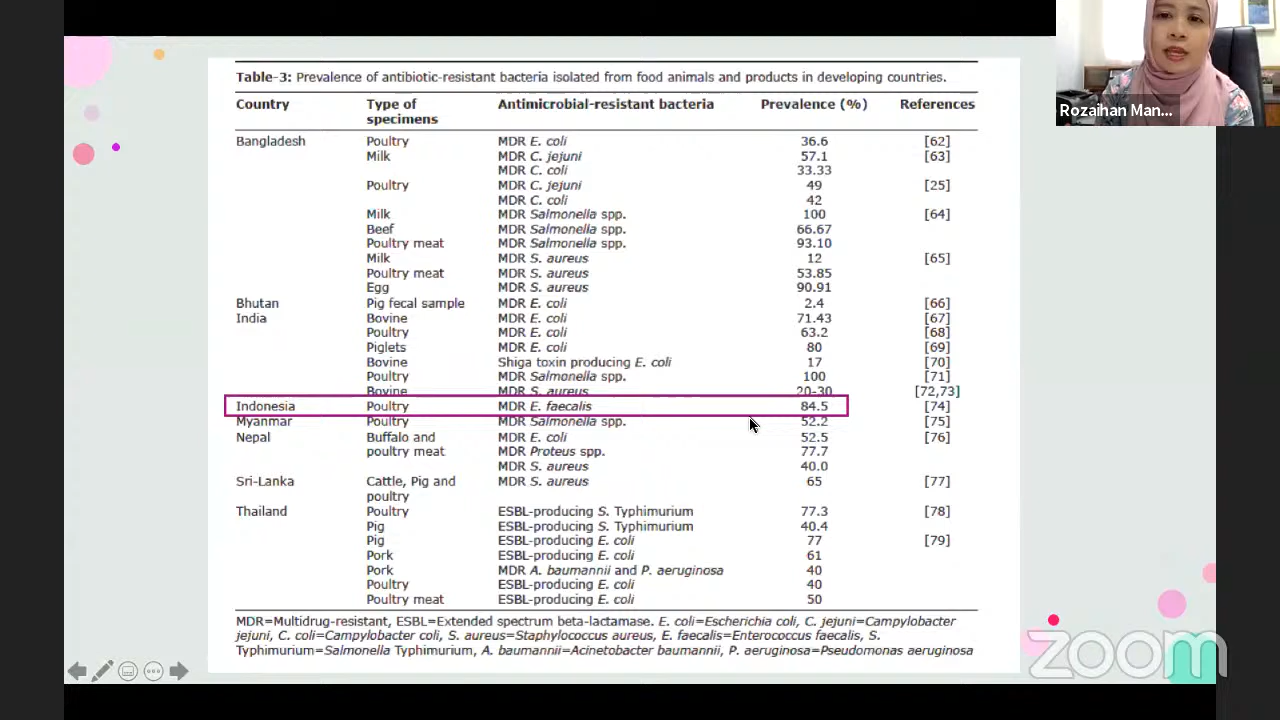 Rozaihan Man...
Table-3: Prevalence of antibiotic-resistant bacteria isolated from food animals and products in developing countries.
Country Type of specimens Antimicrobial-resistant bacteria Prevalence (%) References
Bangladesh Poultry MDR E. coli 36.6 [62]
Milk MDR C. jejuni 57.1 [63]
MDR C. coli 33.33
Poultry MDR C. jejuni 49 [25]
MDR C. coli 42
Milk MDR Salmonella spp. 100 [64]
Beef MDR Salmonella spp. 66.67
Poultry meat MDR Salmonella spp. 93.10
Milk MDR S. aureus 12 [65]
Poultry meat MDR S. aureus 53.85
Egg MDR S. aureus 90.91
Bhutan Pig fecal sample MDR E. coli 2.4 [66]
India Bovine MDR E. coli 71.43 [67]
Poultry MDR E. coli 63.2 [68]
Piglets MDR E. coli 80 [69]
Bovine Shiga toxin producing E. coli 17 [70]
Poultry MDR Salmonella spp. 100 [71]
Bovine MDR S. aureus 20-30 [72,73]
Indonesia Poultry MDR E. faecalis 84.5 [74]
Myanmar Poultry MDR Salmonella spp. 52.2 [75]
Nepal Buffalo and MDR E. coli 52.5 [76]
poultry meat MDR Proteus spp. 77.7
MDR S. aureus 40.0
Sri-Lanka Cattle, Pig and MDR S. aureus 65 [77]
poultry
Thailand Poultry ESBL-producing S. Typhimurium 77.3 [78]
Pig ESBL-producing S. Typhimurium 40.4
Pig ESBL-producing E. coli 77 [79]
Pork ESBL-producing E. coli 61
Pork MDR A. baumannii and P. aeruginosa 40
Poultry ESBL-producing E. coli 40
Poultry meat ESBL-producing E. coli 50
MDR=Multidrug-resistant, ESBL=Extended spectrum beta-lactamase. E. coli=Escherichia coli, C. jejuni=Campylobacter
jejuni, C. coli=Campylobacter coli, S. aureus=Staphylococcus aureus, E. faecalis=Enterococcus faecalis, S.
Typhimurium=Salmonella Typhimurium, A. baumannii=Acinetobacter baumannii, P. aeruginosa=Pseudomonas aeruginosa
zoom